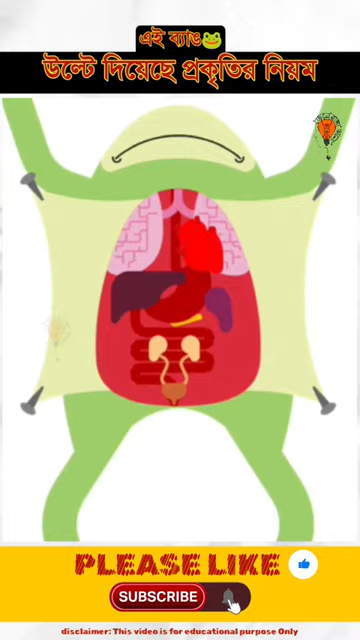 এই ব্যাঙ🐸
উল্টে দিয়েছে প্রকৃতির নিয়ম
PLEASE LIKE
SUBSCRIBE
disclaimer: This video is for educational purpose Only